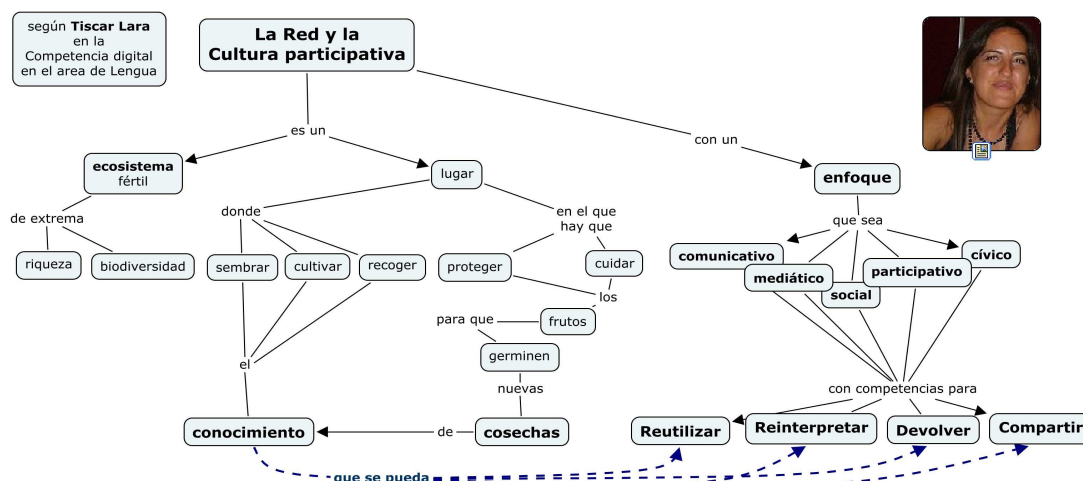 según Tiscar Lara
en la
Competencia digital
en el area de Lengua
La Red y la
Cultura participativa
es un
con un
ecosistema
fértil
lugar
enfoque
de extrema
donde
en el que
hay que
que sea
riqueza
biodiversidad
sembrar
cultivar
recoger
proteger
cuidar
comunicativo
mediático
social
participativo
cívico
los
para que
frutos
germinen
el
nuevas
con competencias para
conocimiento
de
cosechas
Reutilizar
Reinterpretar
Devolver
Compartir
que se pueda